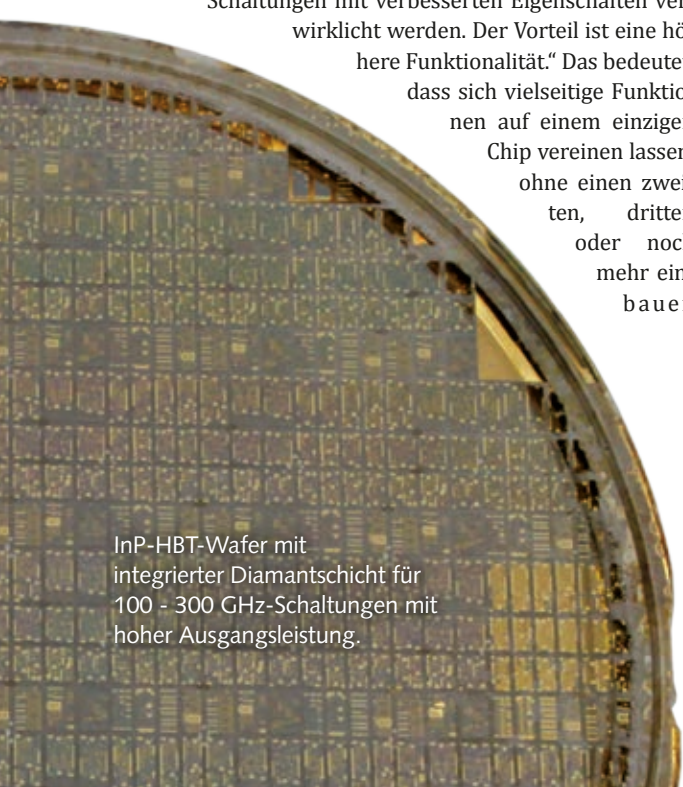 Schaltungen mit verbesserten Eigenschaften ver
wirklicht werden. Der Vorteil ist eine hö
here Funktionalität.“ Das bedeute
dass sich vielseitige Funktio
nen auf einem einzige
Chip vereinen lassen
ohne einen zwei
ten, dritte
oder noc
mehr ein
baue
InP-HBT-Wafer mit
integrierter Diamantschicht für
100 - 300 GHz-Schaltungen mit
hoher Ausgangsleistung.